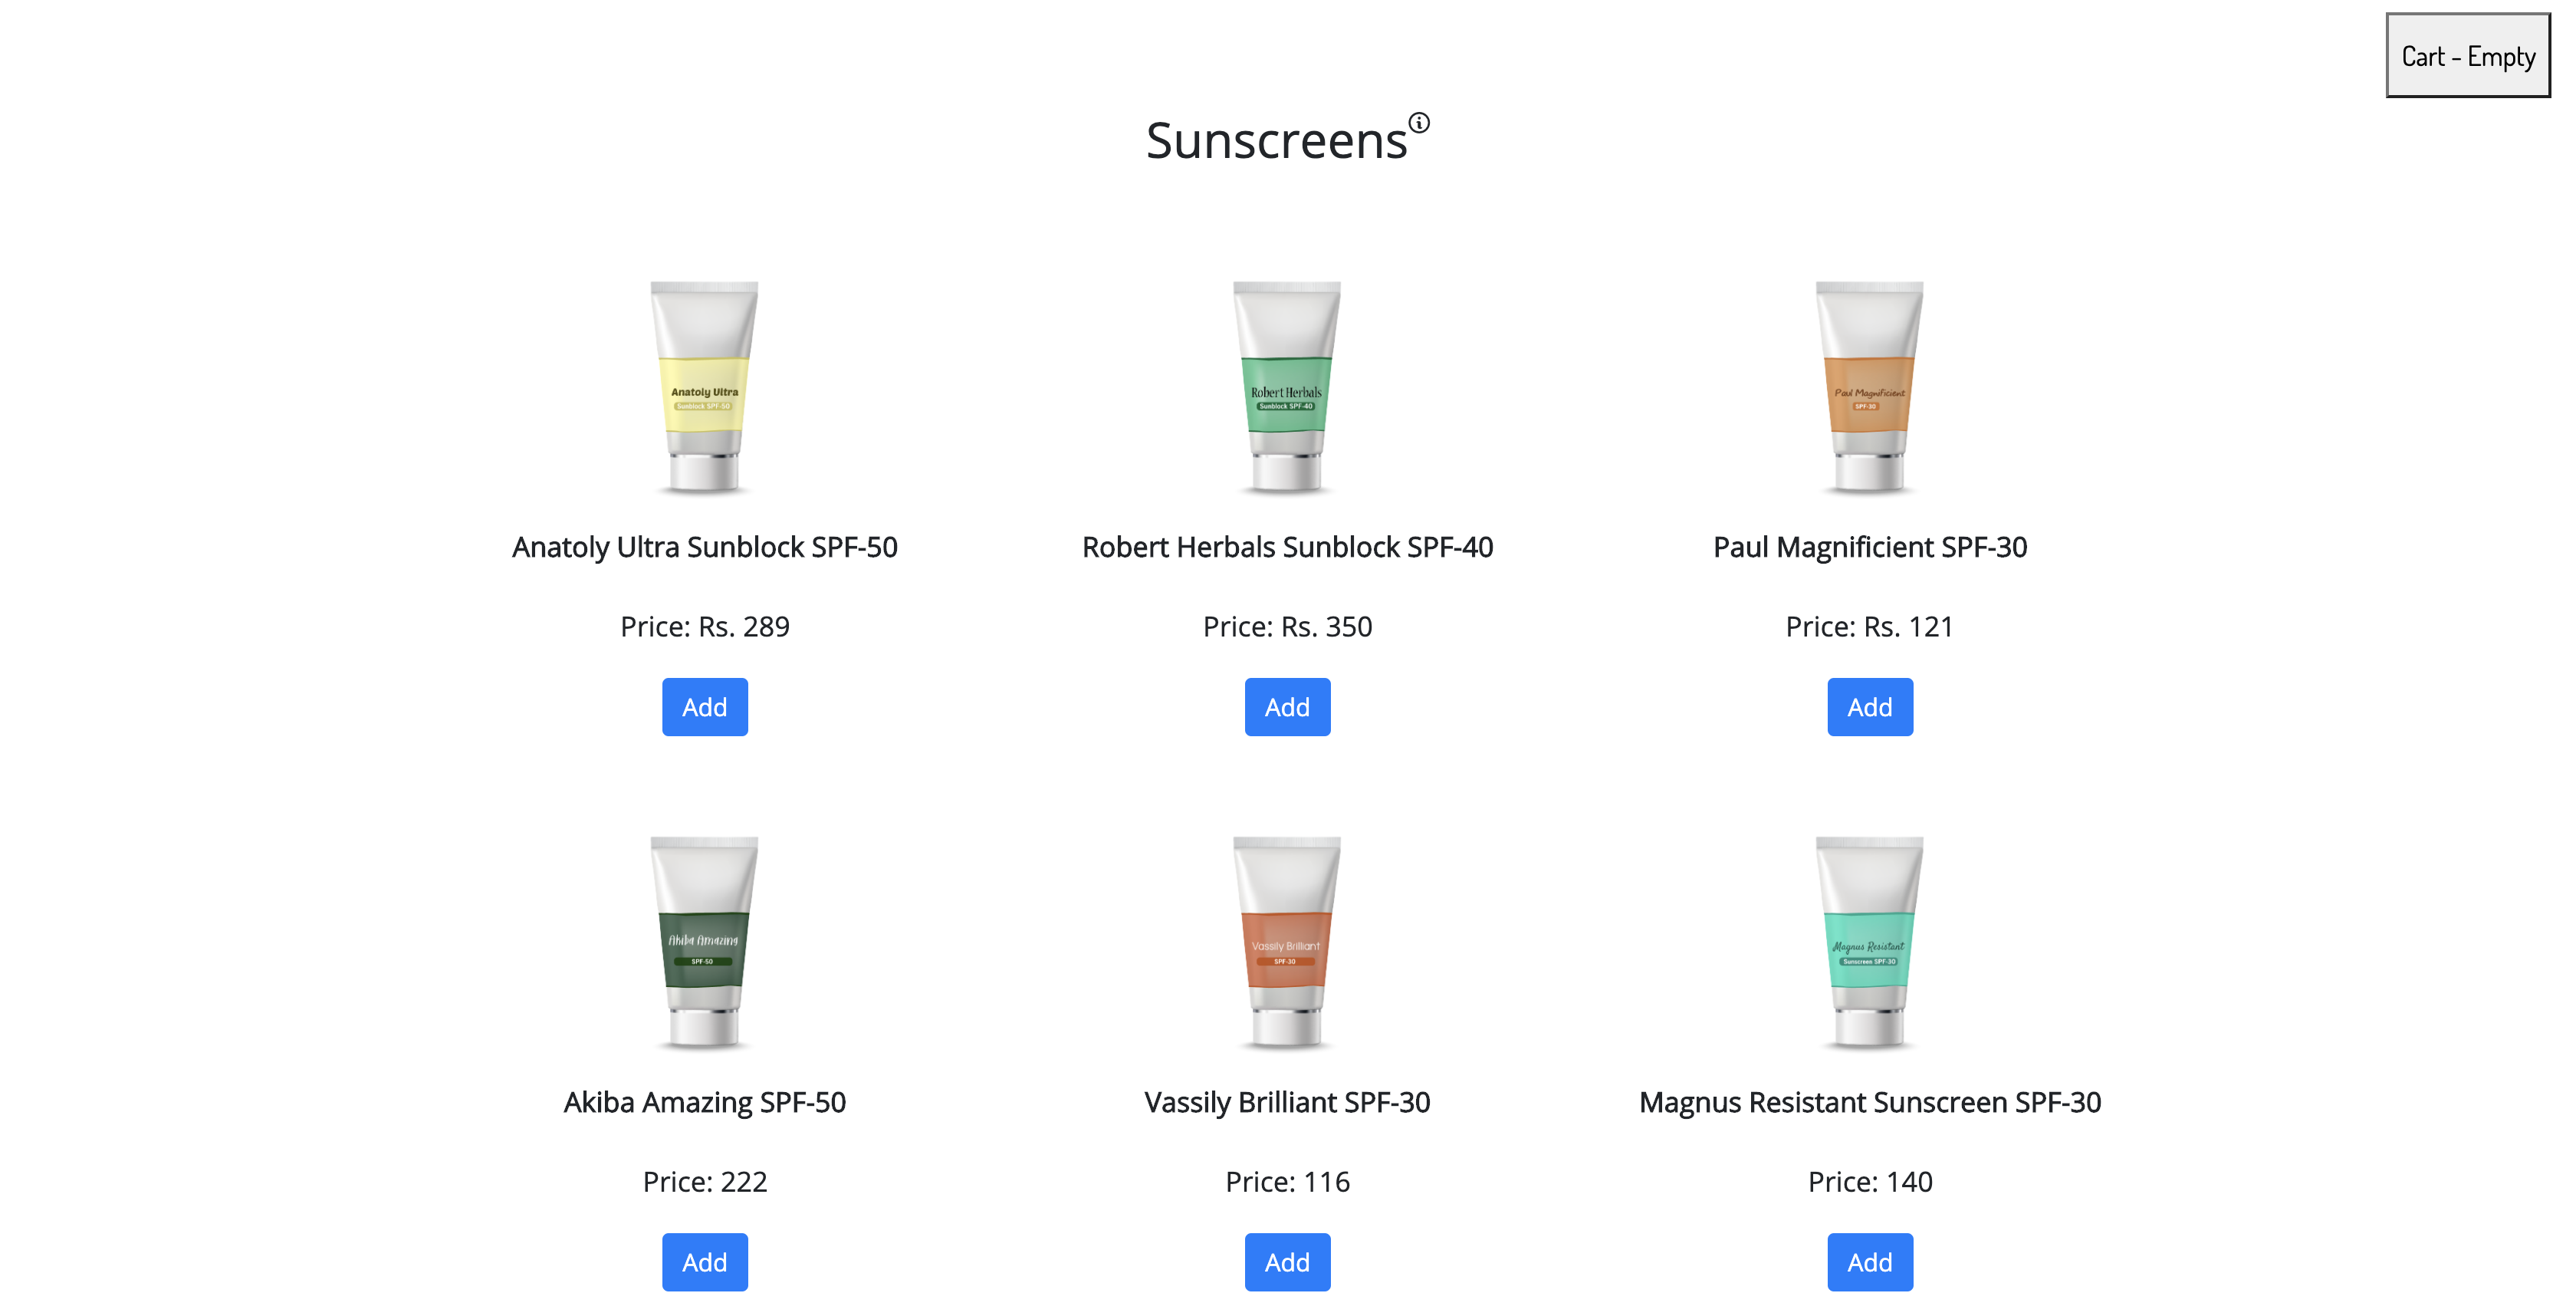 Cart - Empty
Sunscreens
Anatoly Ultra
Sunblock SPF-50
Robert Herbals
Sunblock SPF-40
Paul Magnificient
SPF-30
Anatoly Ultra Sunblock SPF-50
Robert Herbals Sunblock SPF-40
Paul Magnificient SPF-30
Price: Rs. 289
Price: Rs. 350
Price: Rs. 121
Add
Add
Add
Akiba Amazing
SPF-50
Vassily Brilliant
SPF-30
Magnus Resistant
Sunscreen SPF-30
Akiba Amazing SPF-50
Vassily Brilliant SPF-30
Magnus Resistant Sunscreen SPF-30
Price: 222
Price: 116
Price: 140
Add
Add
Add